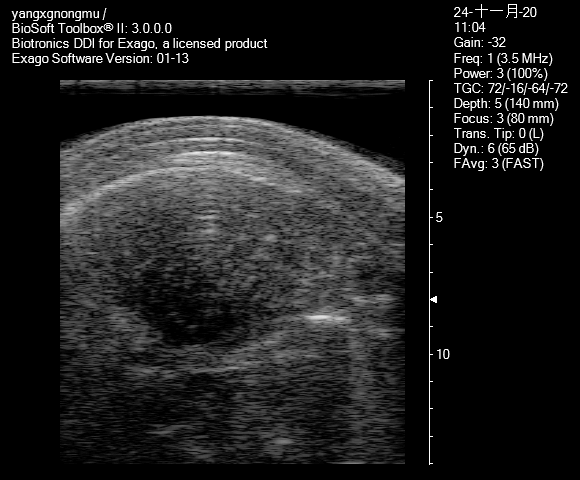 yangxgnongmu /
BioSoft Toolbox® II: 3.0.0.0
Biotronics DDI for Exago, a licensed product
Exago Software Version: 01-13
24-十一月-20
11:04
Gain: -32
Freq: 1 (3.5 MHz)
Power: 3 (100%)
TGC: 72/-16/-64/-72
Depth: 5 (140 mm)
Focus: 3 (80 mm)
Trans. Tip: 0 (L)
Dyn.: 6 (65 dB)
FAvg: 3 (FAST)
5
10